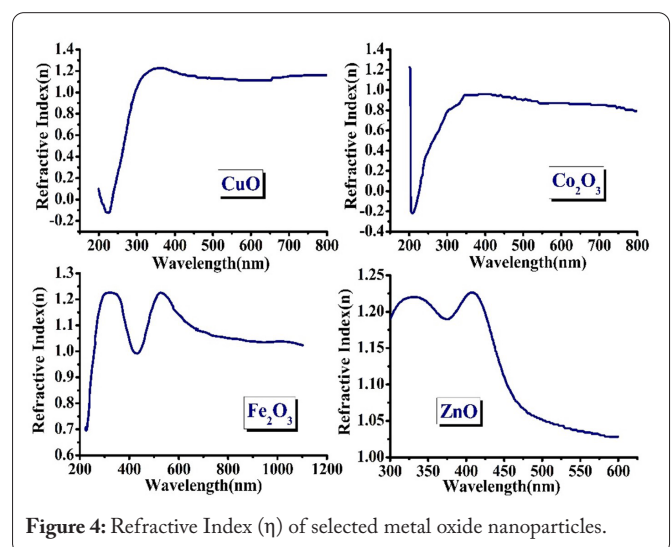 1.4
1.2
1.0
0.8
0.6
0.4
0.2
0.0
-0.2
Refractive Index(n)
CuO
200 300 400 500 600 700 800
Wavelength(nm)
1.4
1.2
1.0
0.8
0.6
0.4
0.2
0.0
-0.2
-0.4
Refractive Index(n)
Co₂O₃
200 300 400 500 600 700 800
Wavelength(nm)
1.3
1.2
1.1
1.0
0.9
0.8
0.7
0.6
Refractive Index(n)
Fe₂O₃
200 400 600 800 1000 1200
Wavelength(nm)
1.25
1.20
1.15
1.10
1.05
1.00
Refractive Index(n)
ZnO
300 350 400 450 500 550 600
Wavelength(nm)
Figure 4: Refractive Index (η) of selected metal oxide nanoparticles.